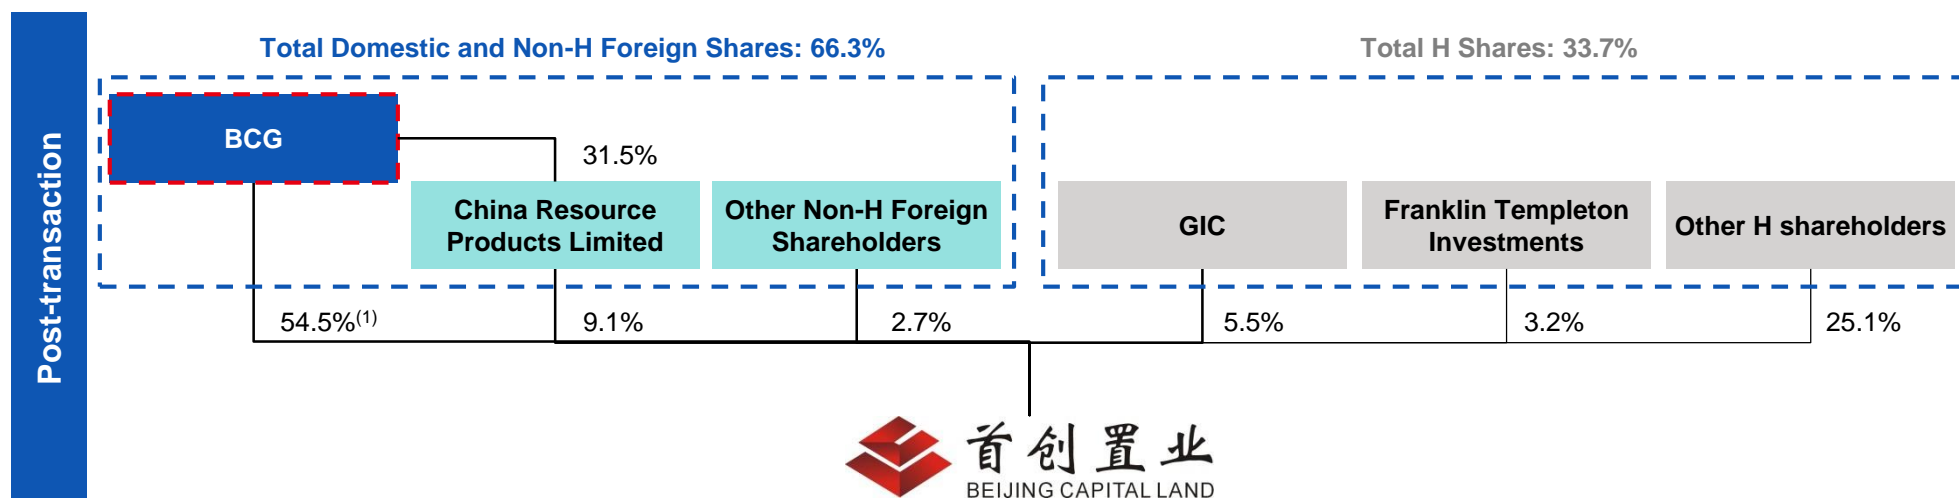 Post-transaction
Total Domestic and Non-H Foreign Shares: 66.3%
Total H Shares: 33.7%
BCG
31.5%
China Resource
Products Limited
Other Non-H Foreign
Shareholders
GIC
Franklin Templeton
Investments
Other H shareholders
54.5%(1)
9.1%
2.7%
5.5%
3.2%
25.1%
首创置业
BEIJING CAPITAL LAND